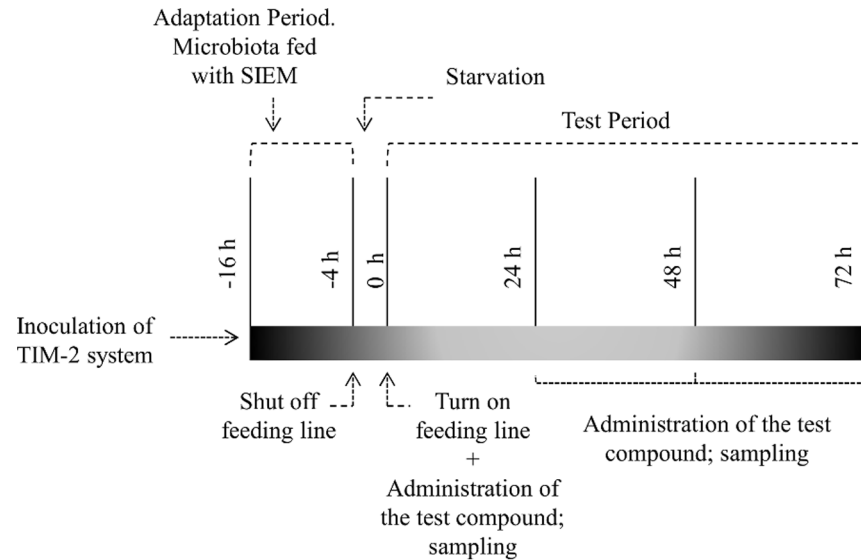 Adaptation Period.
Microbiota fed
with SIEM
Starvation
Test Period
-16 h
-4 h
0 h
24 h
48 h
72 h
Inoculation of
TIM-2 system
Shut off
feeding line
Turn on
feeding line
+
Administration of
the test compound;
sampling
Administration of the test
compound; sampling